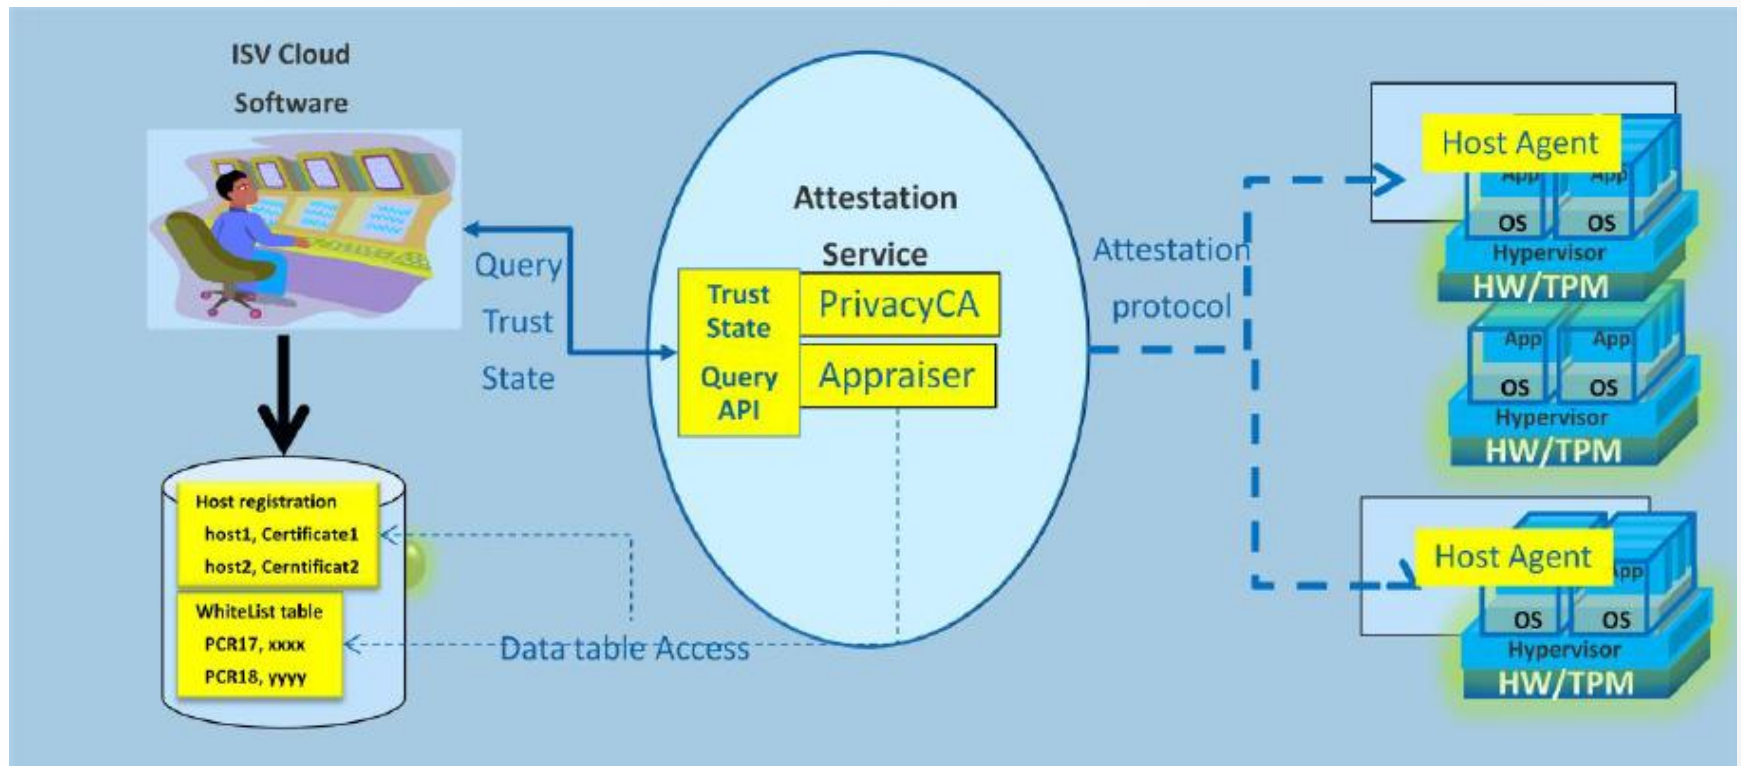 ISV Cloud
Software
Query
Trust
State
Host registration
host1, Certificate1
host2, Cerntificat2
WhiteList table
PCR17, xxxx
PCR18, yyyy
Data table Access
Attestation
Service
Trust
State
Query
API
PrivacyCA
Appraiser
Attestation
protocol
Host Agent
App App
OS OS
Hypervisor
HW/TPM
App App
OS OS
Hypervisor
HW/TPM
Host Agent
App
OS OS
Hypervisor
HW/TPM